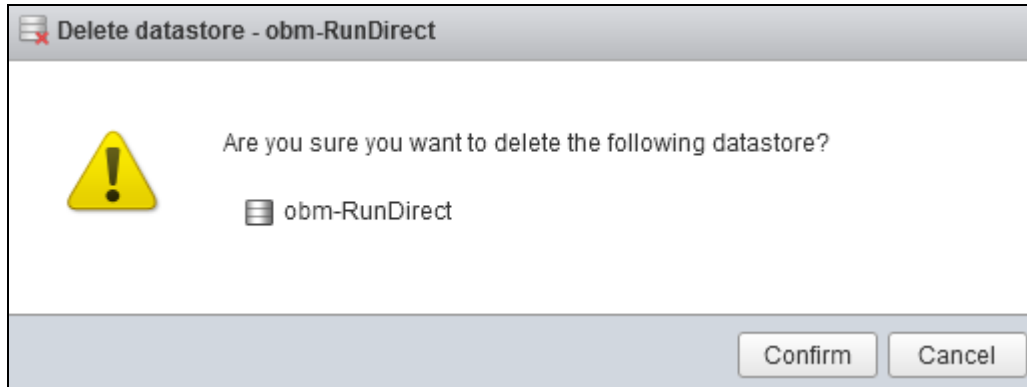 Delete datastore - obm-RunDirect
Are you sure you want to delete the following datastore?
obm-RunDirect
Confirm Cancel